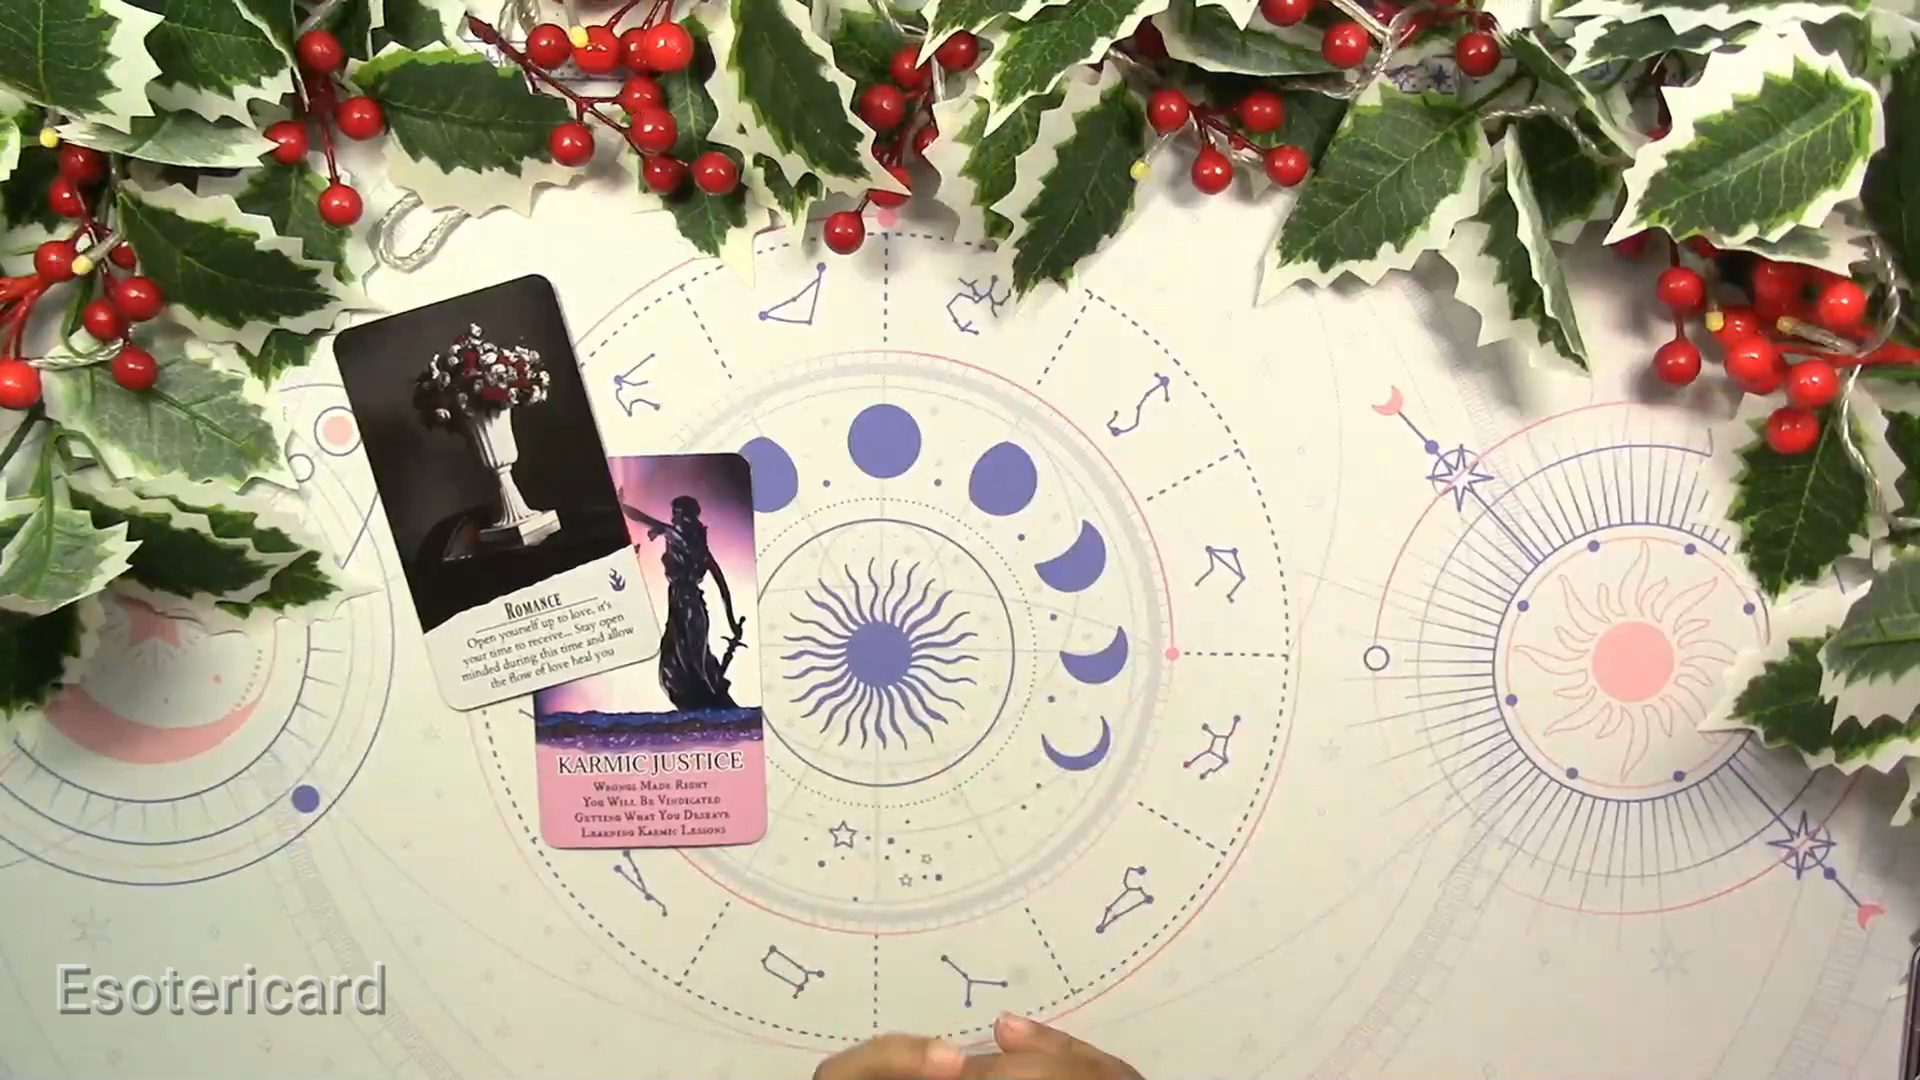 ROMANCE
Open yourself up to love, it's
your time to receive... Stay open
minded during this time and allow
the flow of love heal you
KARMIC JUSTICE
WRONGS MADE RIGHT
YOU WILL BE VINDICATED
GETTING WHAT YOU DESERVE
LEARNING KARMIC LESSONS
Esotericard